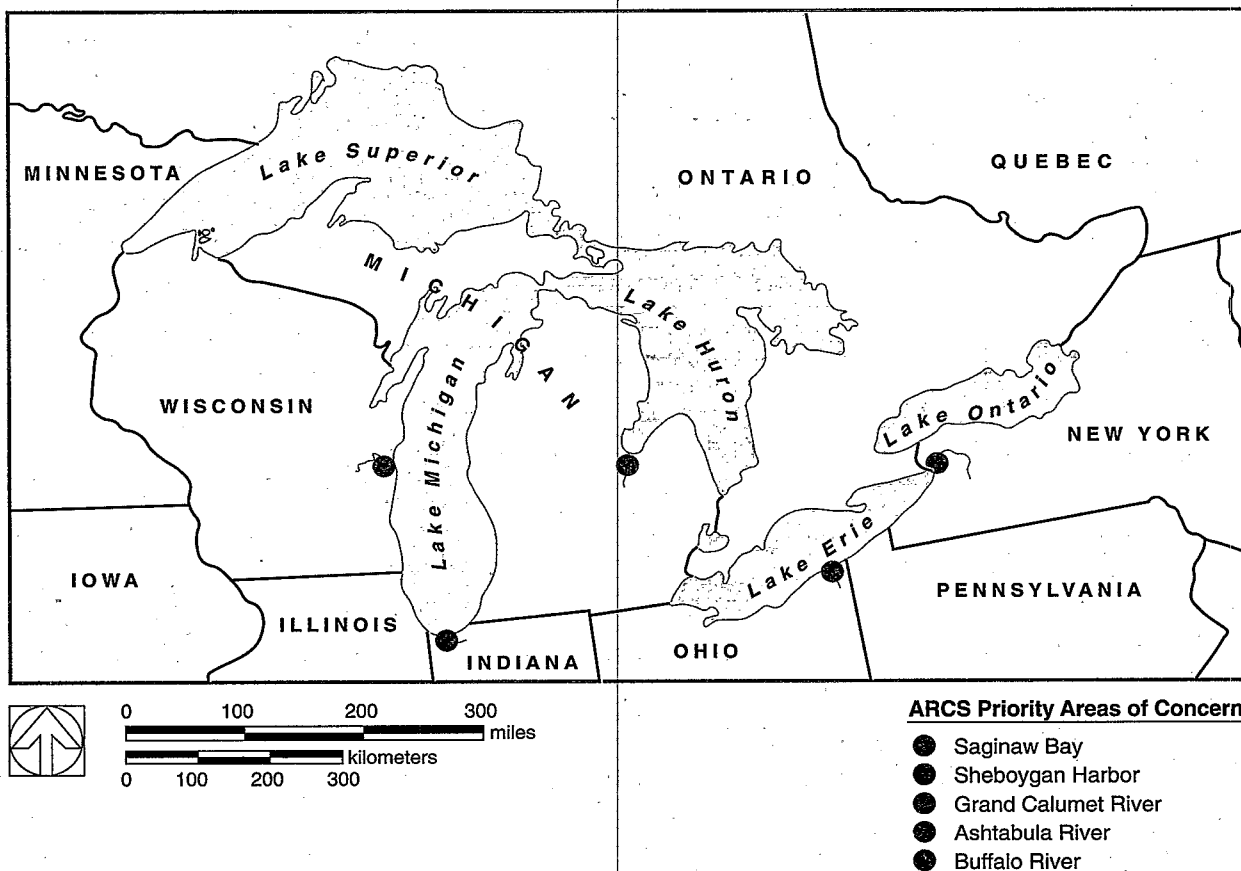 MINNESOTA
Lake Superior
ONTARIO
QUEBEC
MICHIGAN
Lake Huron
WISCONSIN
Lake Michigan
Lake Ontario
NEW YORK
IOWA
Lake Erie
PENNSYLVANIA
ILLINOIS
INDIANA
OHIO
0 100 200 300
miles
kilometers
0 100 200 300
ARCS Priority Areas of Concern
Saginaw Bay
Sheboygan Harbor
Grand Calumet River
Ashtabula River
Buffalo River